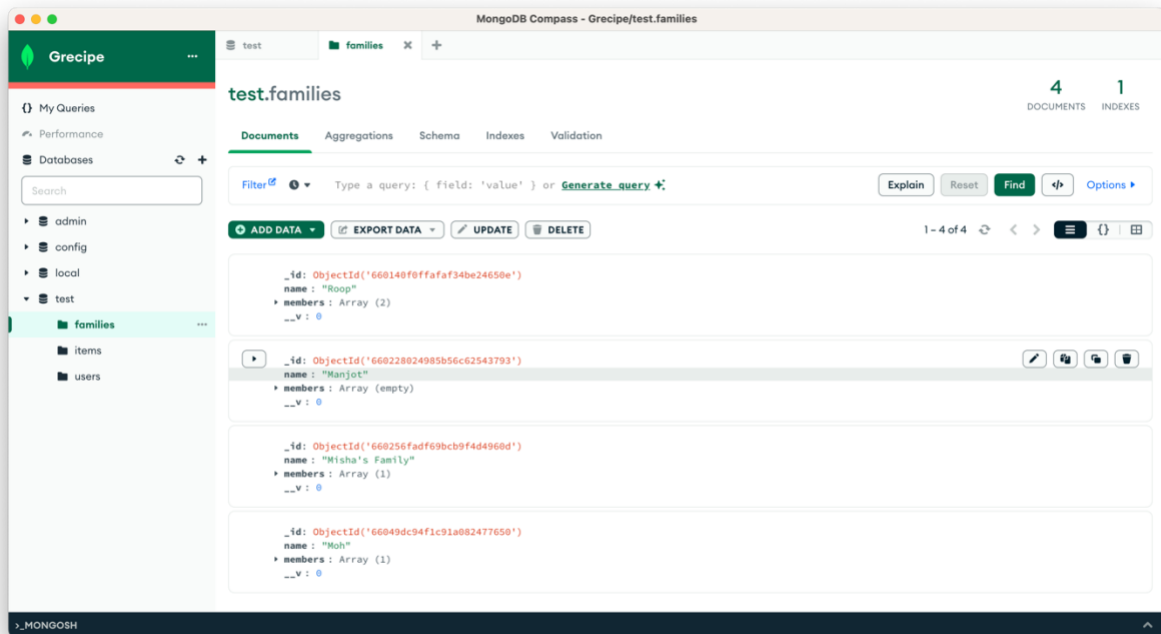 MongoDB Compass - Grecipe/test.families
Grecipe
...
{} My Queries
Performance
Databases
Search
admin
config
local
test
families
...
items
users
test
families
test.families
4
DOCUMENTS
1
INDEXES
Documents Aggregations Schema Indexes Validation
Filter Type a query: { field: 'value' } or Generate query
Explain Reset Find </> Options
ADD DATA EXPORT DATA UPDATE DELETE
1 – 4 of 4 {}
_id: ObjectId('660140f0ffafaf34be24650e')
name : "Roop"
members : Array (2)
__v : 0
_id: ObjectId('660228024985b56c62543793')
name : "Manjot"
members : Array (empty)
__v : 0
_id: ObjectId('660256fadf69bcb9f4d4960d')
name : "Misha's Family"
members : Array (1)
__v : 0
_id: ObjectId('66049dc94f1c91a082477650')
name : "Moh"
members : Array (1)
__v : 0
>_MONGOSH